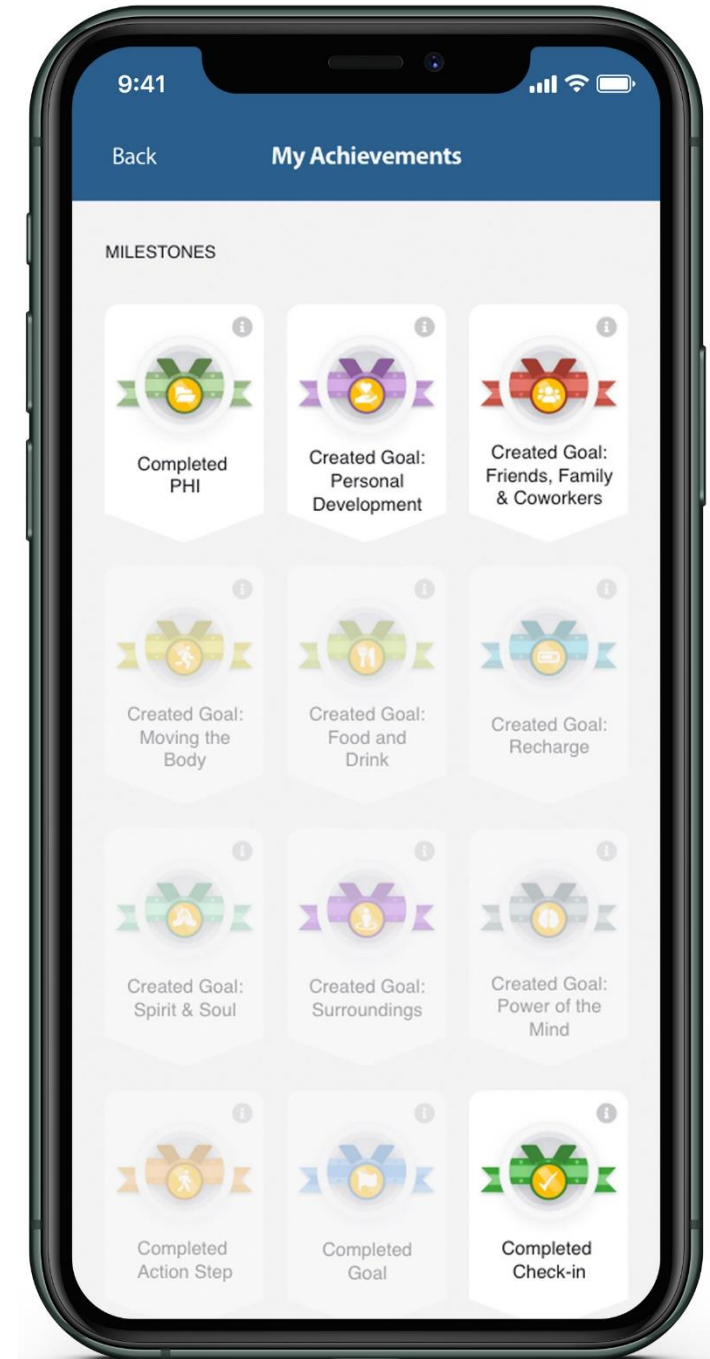 9:41
Back
My Achievements
MILESTONES
Completed
PHI
Created Goal:
Personal
Development
Created Goal:
Friends, Family
& Coworkers
Created Goal:
Moving the
Body
Created Goal:
Food and
Drink
Created Goal:
Recharge
Created Goal:
Spirit & Soul
Created Goal:
Surroundings
Created Goal:
Power of the
Mind
Completed
Action Step
Completed
Goal
Completed
Check-in